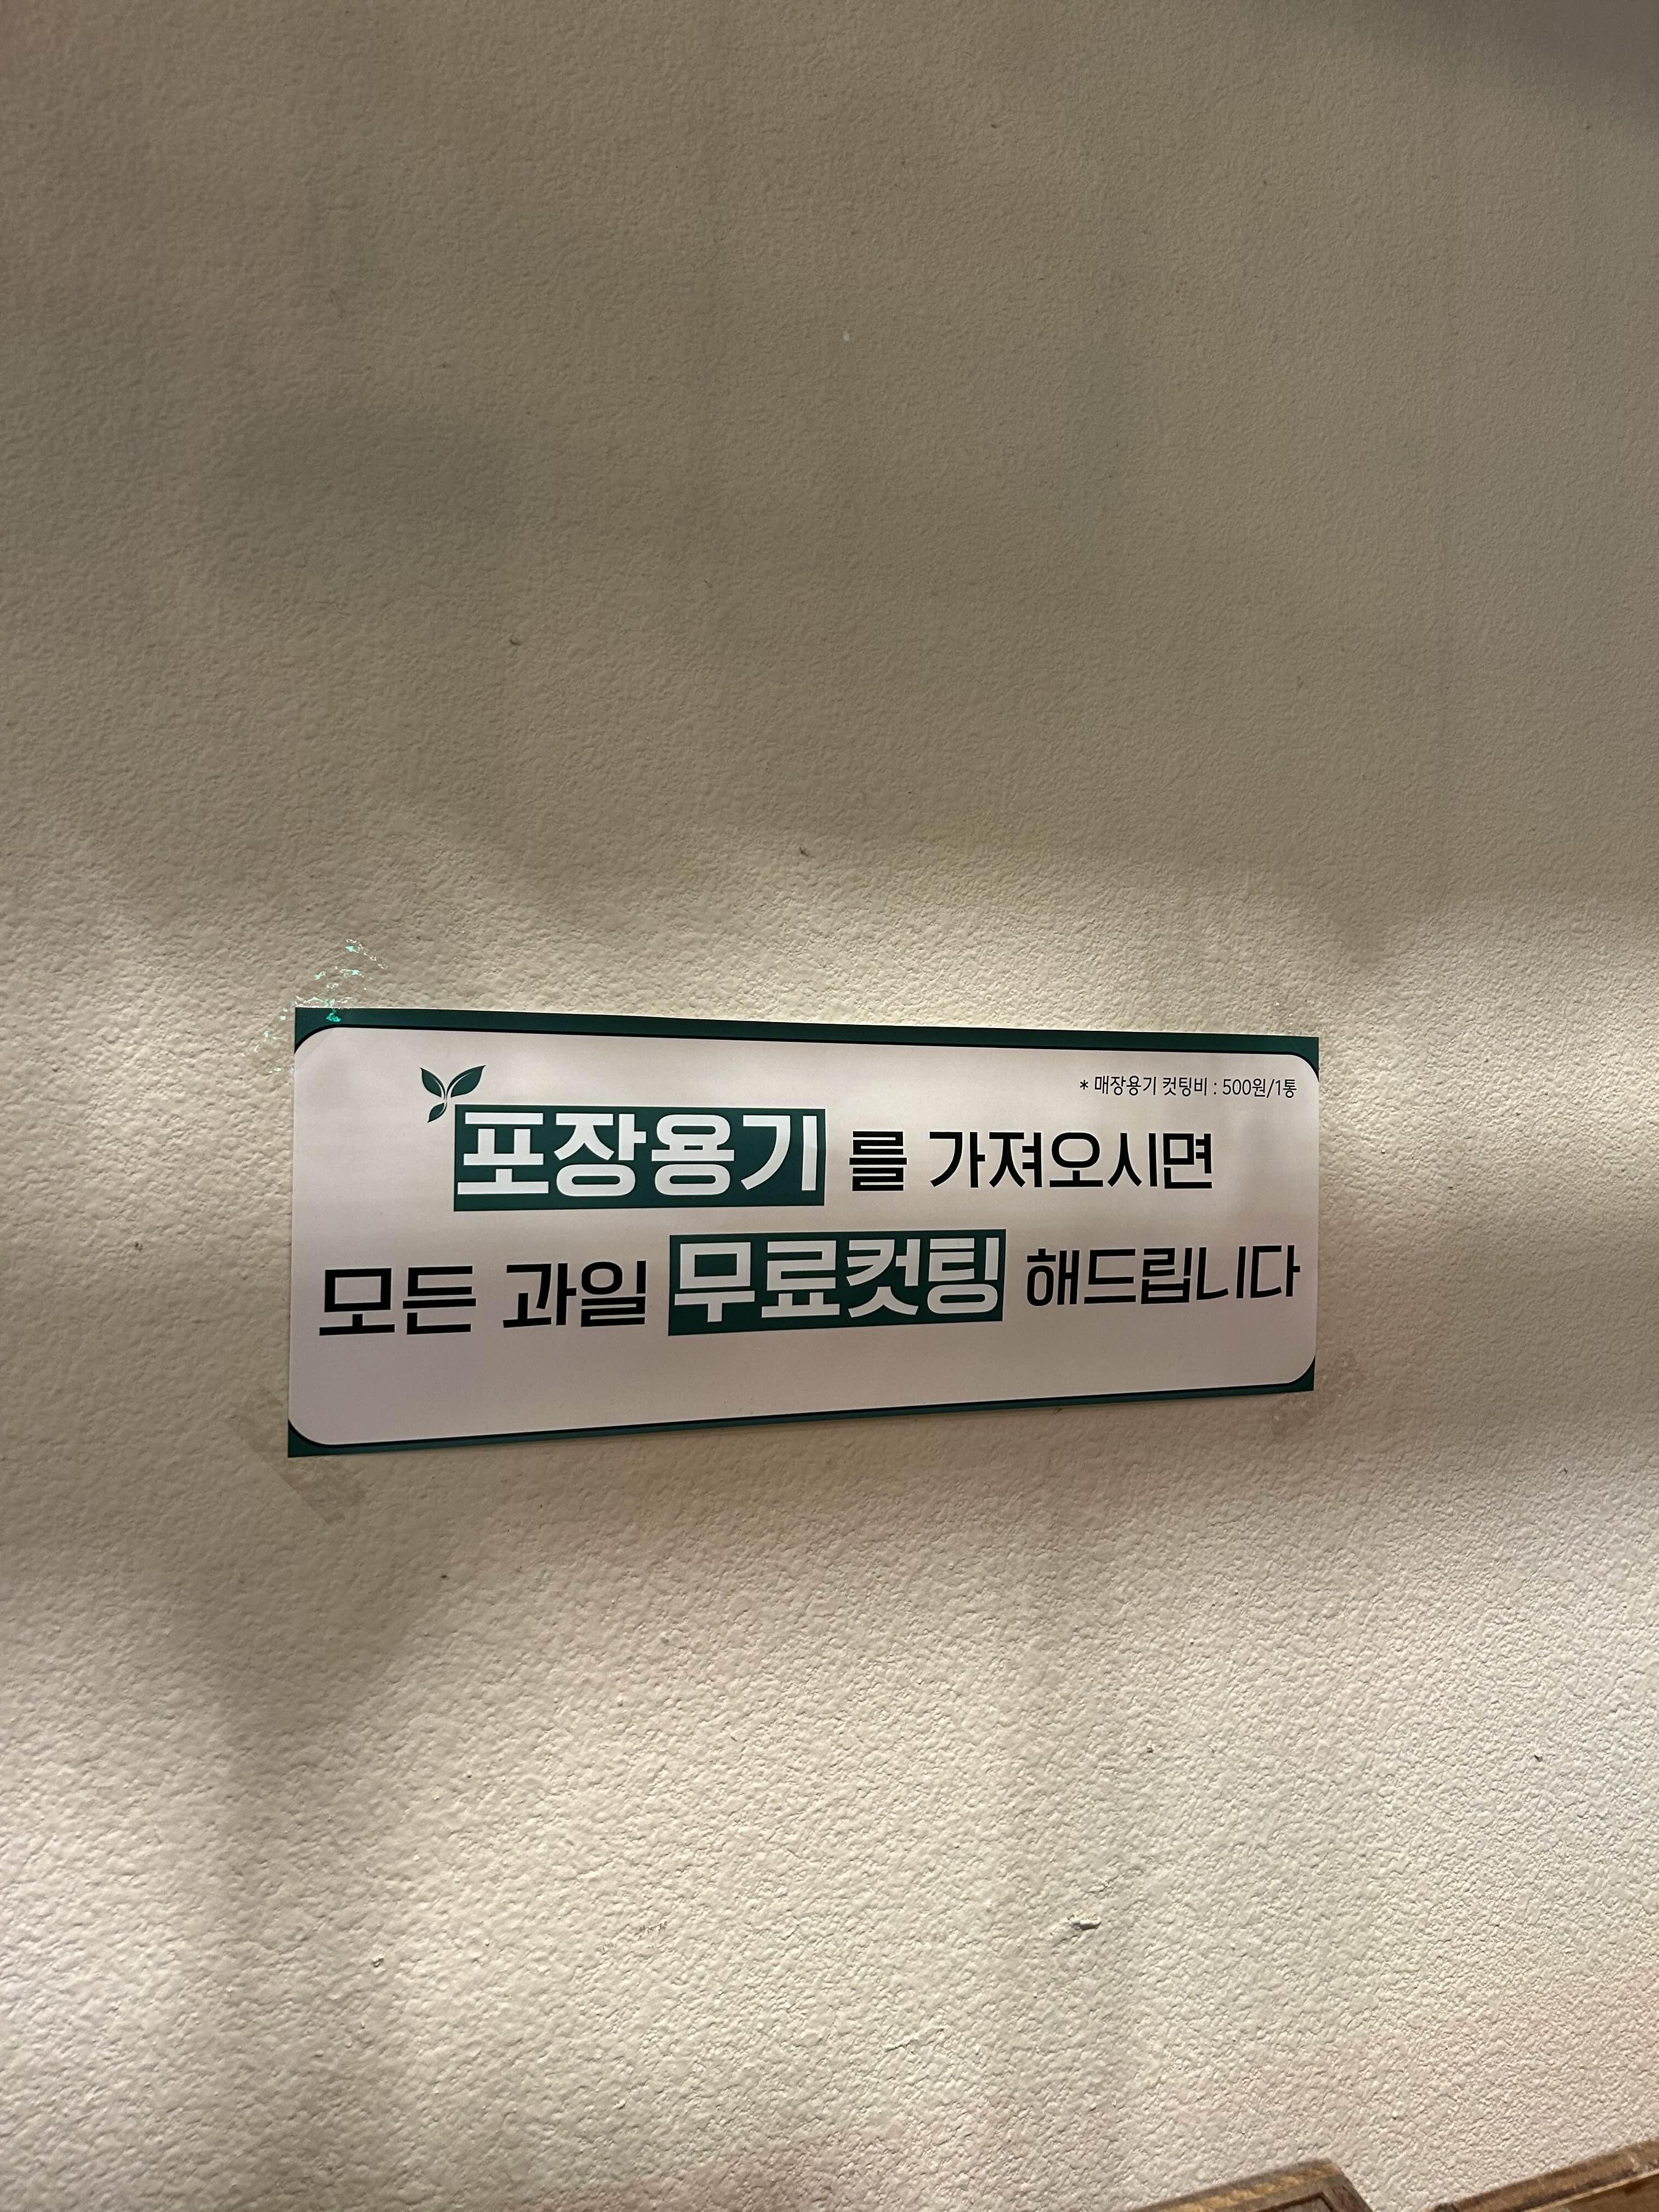 * 매장용기 컷팅비 : 500원/1통
포장용기 를 가져오시면
모든 과일 무료컷팅 해드립니다